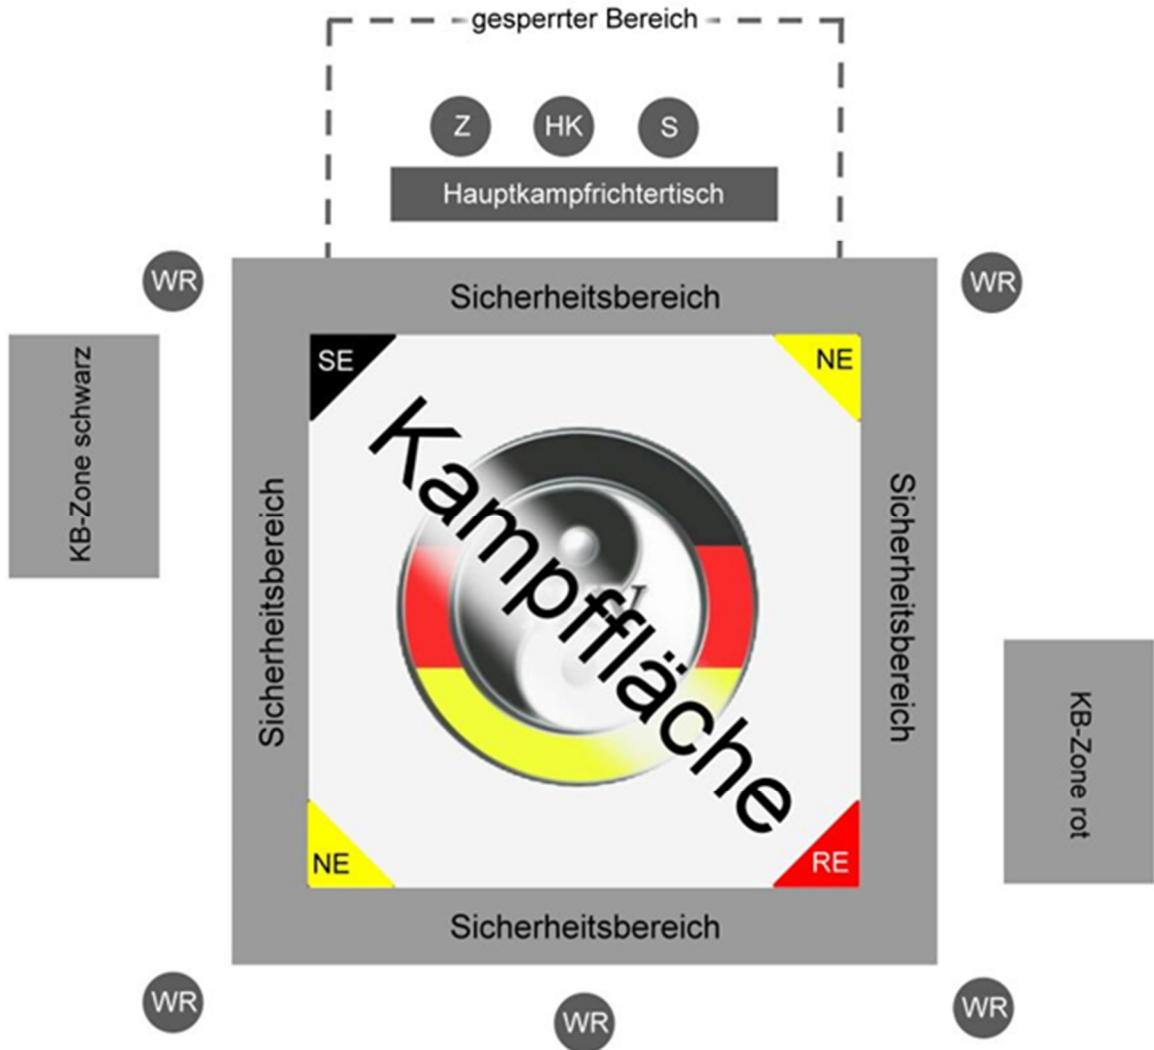 gesperrter Bereich
Z HK S
Hauptkampfrichtertisch
WR
WR
Sicherheitsbereich
SE
NE
KB-Zone schwarz
Kampffläche
Sicherheitsbereich
Sicherheitsbereich
KB-Zone rot
NE
RE
Sicherheitsbereich
WR
WR
WR